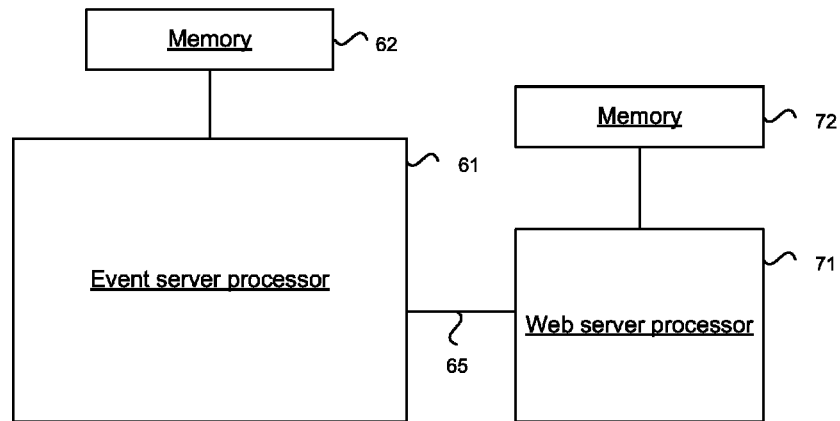 Memory
62
Memory
72
61
Event server processor
71
Web server processor
65